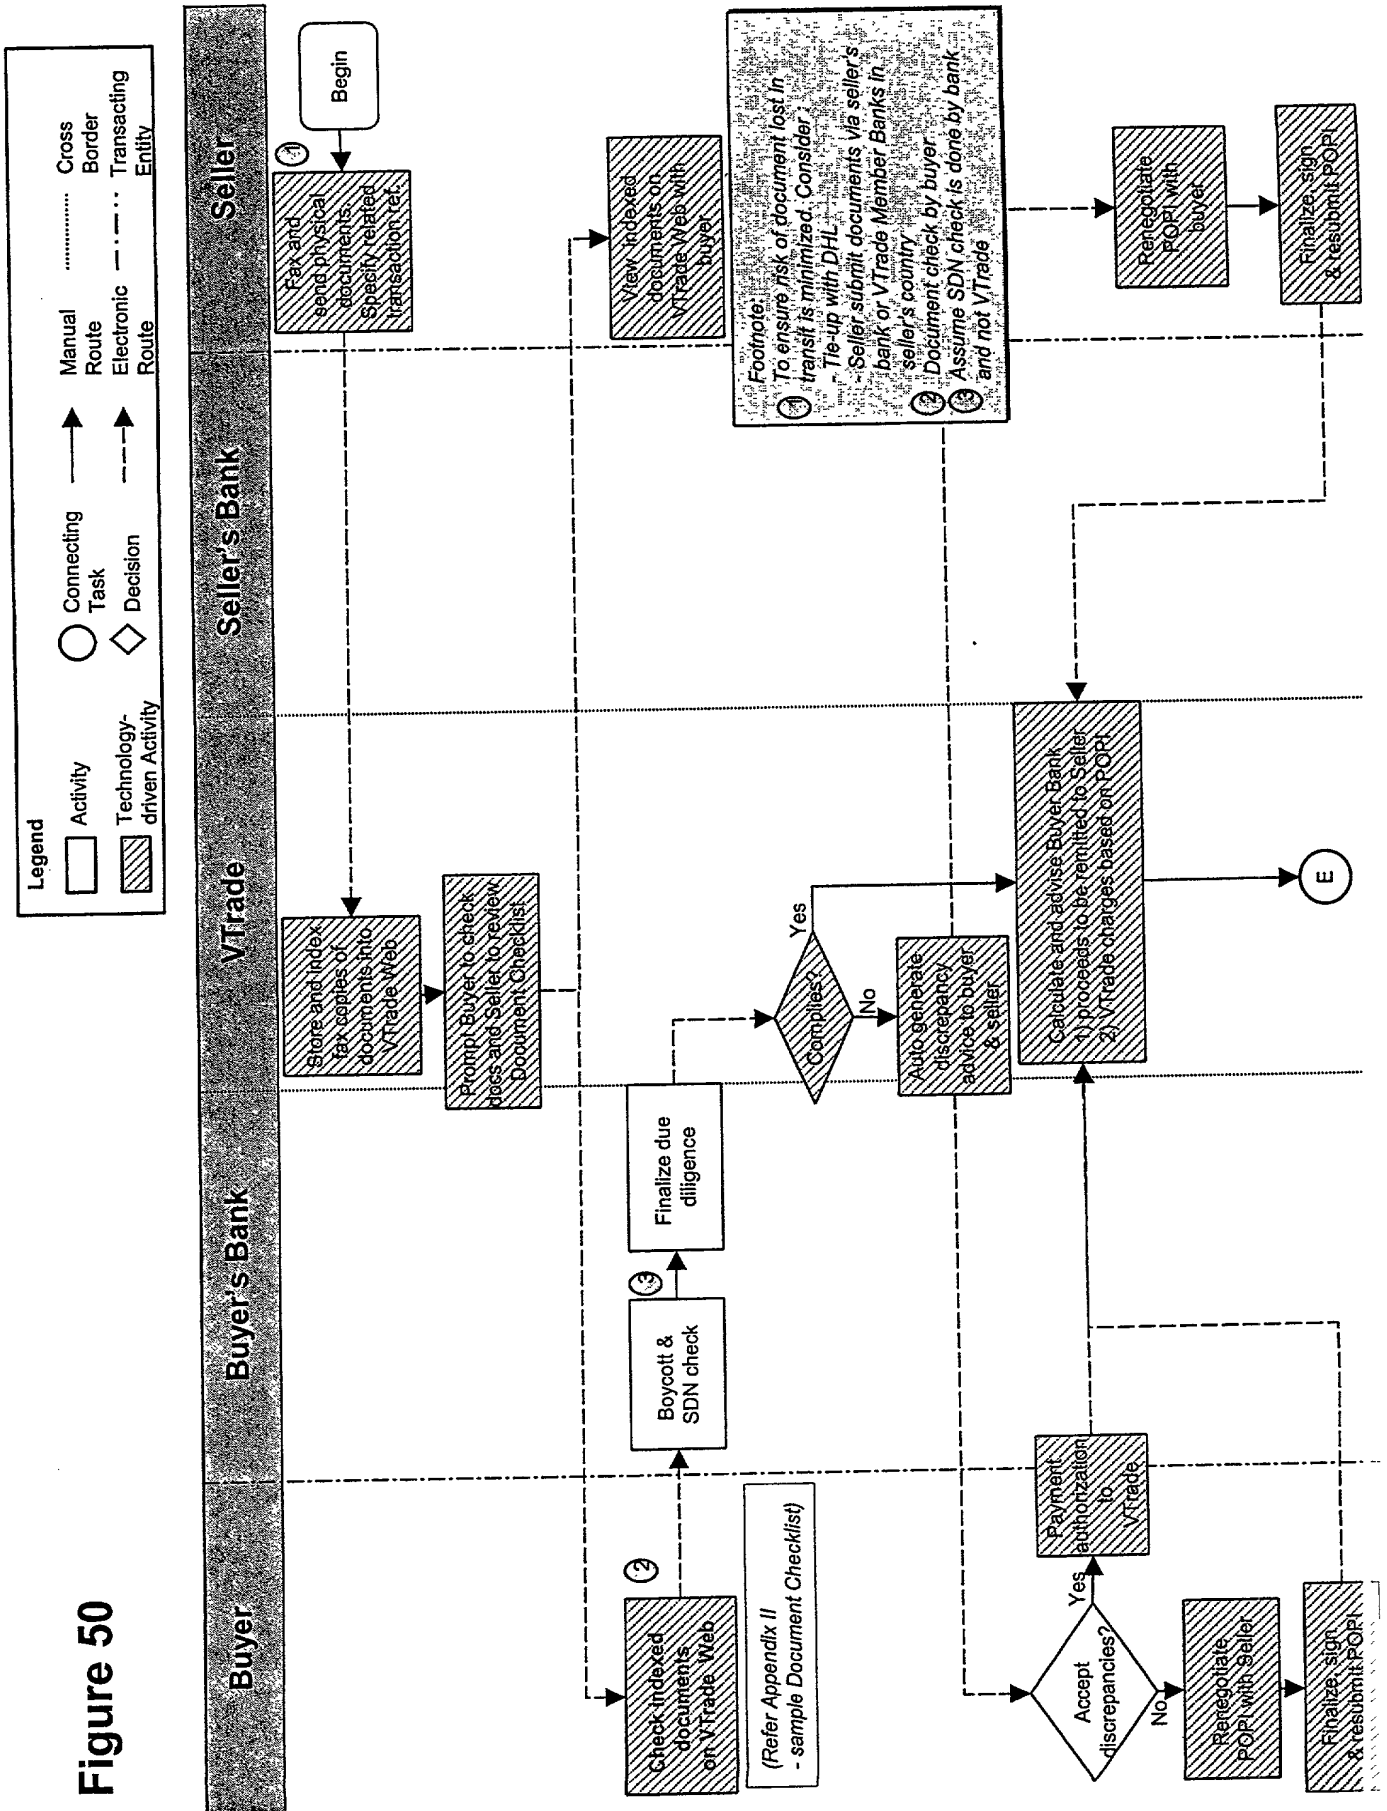 Figure 50
Legend
Activity
Technology-
driven Activity
Connecting
Task
Decision
Manual
Route
Electronic
Route
Cross
Border
Transacting
Entity
Buyer
Buyer's Bank
VTrade
Seller's Bank
Seller
Begin
1
Fax and
send physical
documents.
Specify related
transaction ref.
Store and index
fax copies of
documents into
VTrade Web
Prompt Buyer to check
docs and Seller to review
Document Checklist
View indexed
documents on
VTrade Web with
buyer
2
Check indexed
documents
on VTrade Web
(Refer Appendix II
- sample Document Checklist)
Boycott &
SDN check
3
Finalize due
diligence
Complies?
Yes
No
Auto generate
discrepancy
advice to buyer
& seller
Footnote:
1 To ensure risk of document lost in
transit is minimized. Consider :
- Tie-up with DHL
- Seller submit documents via seller's
bank or VTrade Member Banks in
seller's country
2 Document check by buyer
3 Assume SDN check is done by bank
and not VTrade
Accept
discrepancies?
Yes
No
Payment
authorization
to
VTrade
Calculate and advise Buyer Bank
1) proceeds to be remitted to Seller
2) VTrade charges based on POPI
Renegotiate
POPI with
buyer
Finalize, sign
& resubmit POPI
Renegotiate
POPI with Seller
Finalize, sign
& resubmit POPI
E